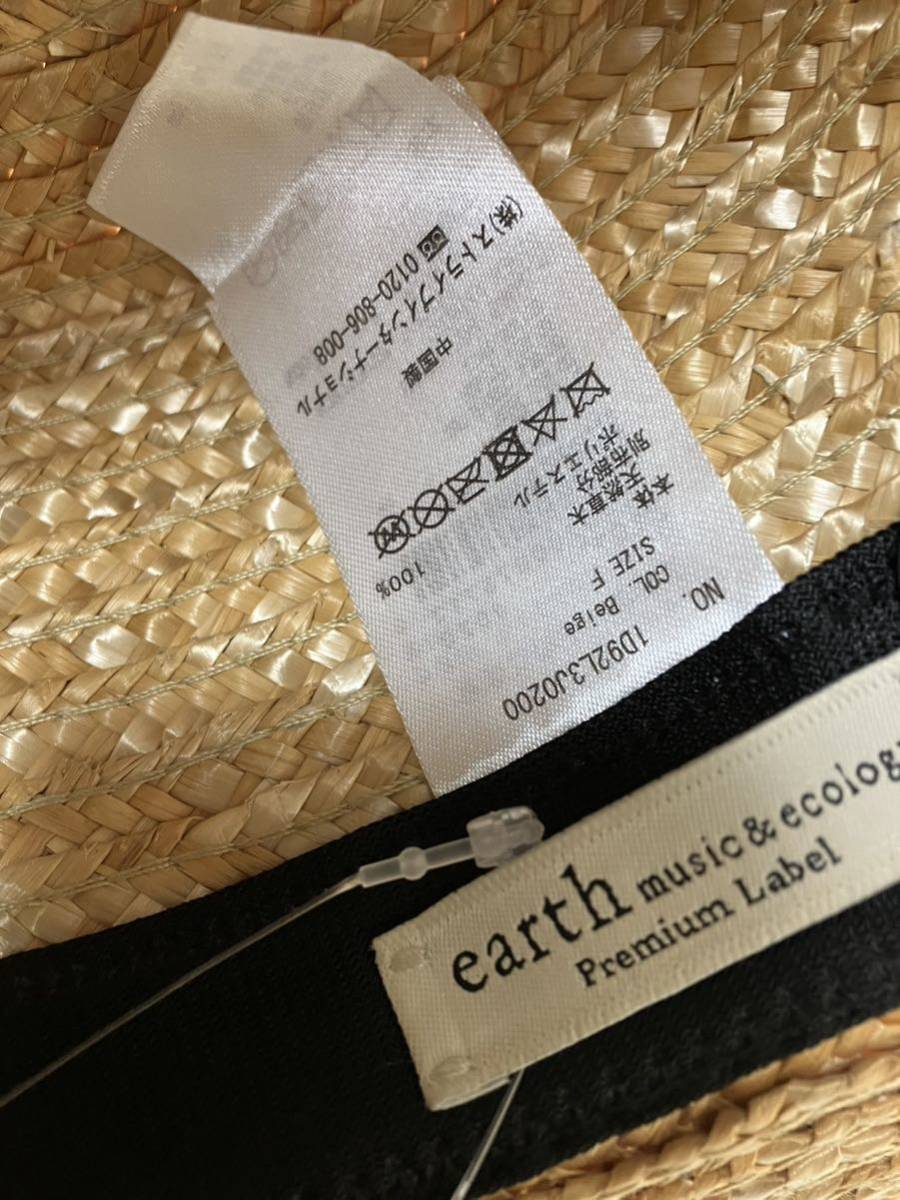 NO. 1D92L3J0200
COL Beige
SIZE F
本体
天然草木
別布部分
ポリエステル 100%
中国製
(株)ストライプインターナショナル
0120-806-008
earth music&ecology
Premium Label